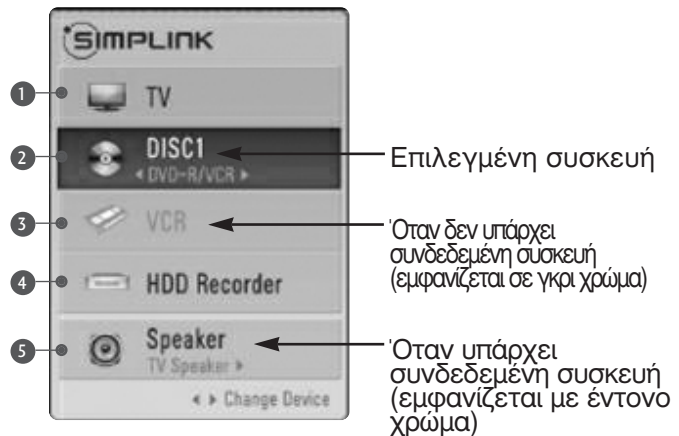 SIMPLINK
1 TV
2 DISC1
◄ DVD-R/VCR ►
Επιλεγμένη συσκευή
3 VCR
Όταν δεν υπάρχει
συνδεδεμένη συσκευή
(εμφανίζεται σε γκρι χρώμα)
4 HDD Recorder
5 Speaker
TV Speaker ►
Όταν υπάρχει
συνδεδεμένη συσκευή
(εμφανίζεται με έντονο
χρώμα)
◄ ► Change Device